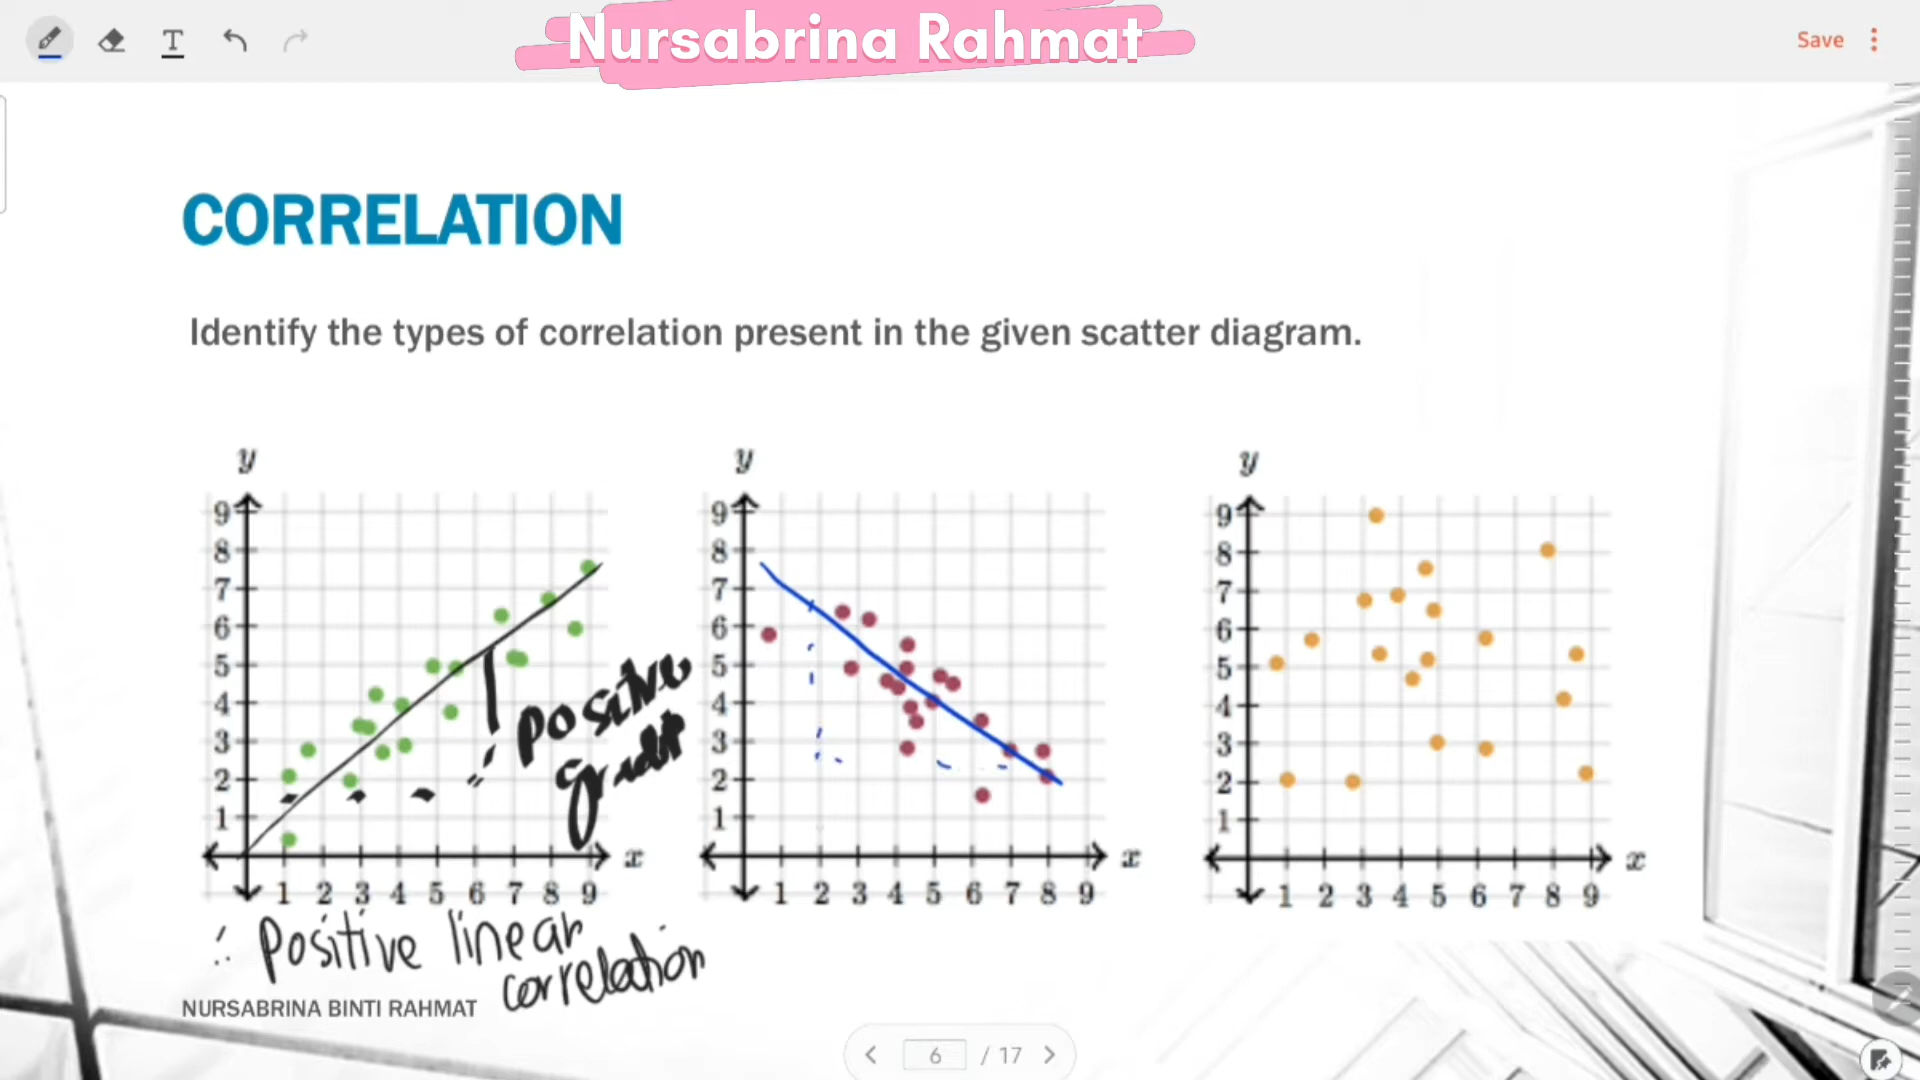 Nursabrina Rahmat
T
Save
CORRELATION
Identify the types of correlation present in the given scatter diagram.
y
9
8
7
6
5
4
3
2
1
x
1 2 3 4 5 6 7 8 9
positive
y
9
8
7
6
5
4
3
2
1
x
1 2 3 4 5 6 7 8 9
y
9
8
7
6
5
4
3
2
1
x
1 2 3 4 5 6 7 8 9
∴ Positive linear
correlation
NURSABRINA BINTI RAHMAT
< 6 / 17 >